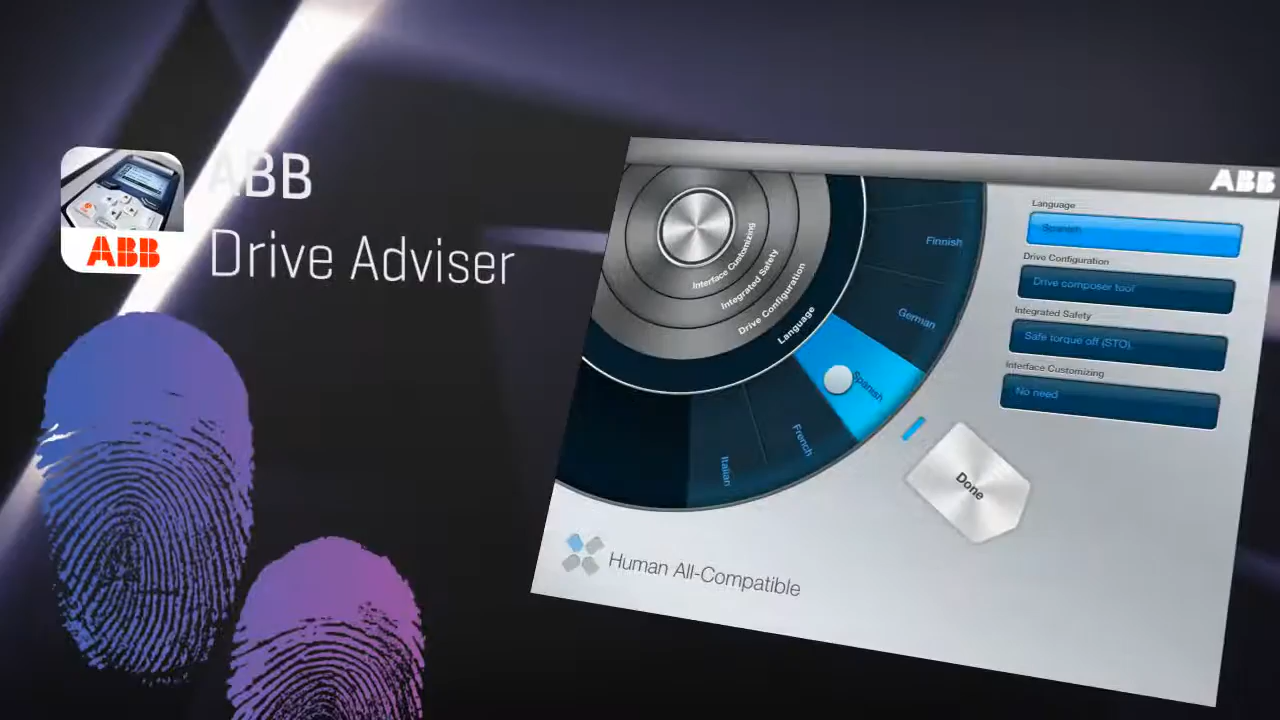 ABB
Drive Adviser
ABB
ABB
Interface Customizing
Integrated Safety
Drive Configuration
Language
Finnish
German
Spanish
French
Italian
Language
Spanish
Drive Configuration
Drive composer tool
Integrated Safety
Safe torque off (STO)
Interface Customizing
No need
Done
Human All-Compatible